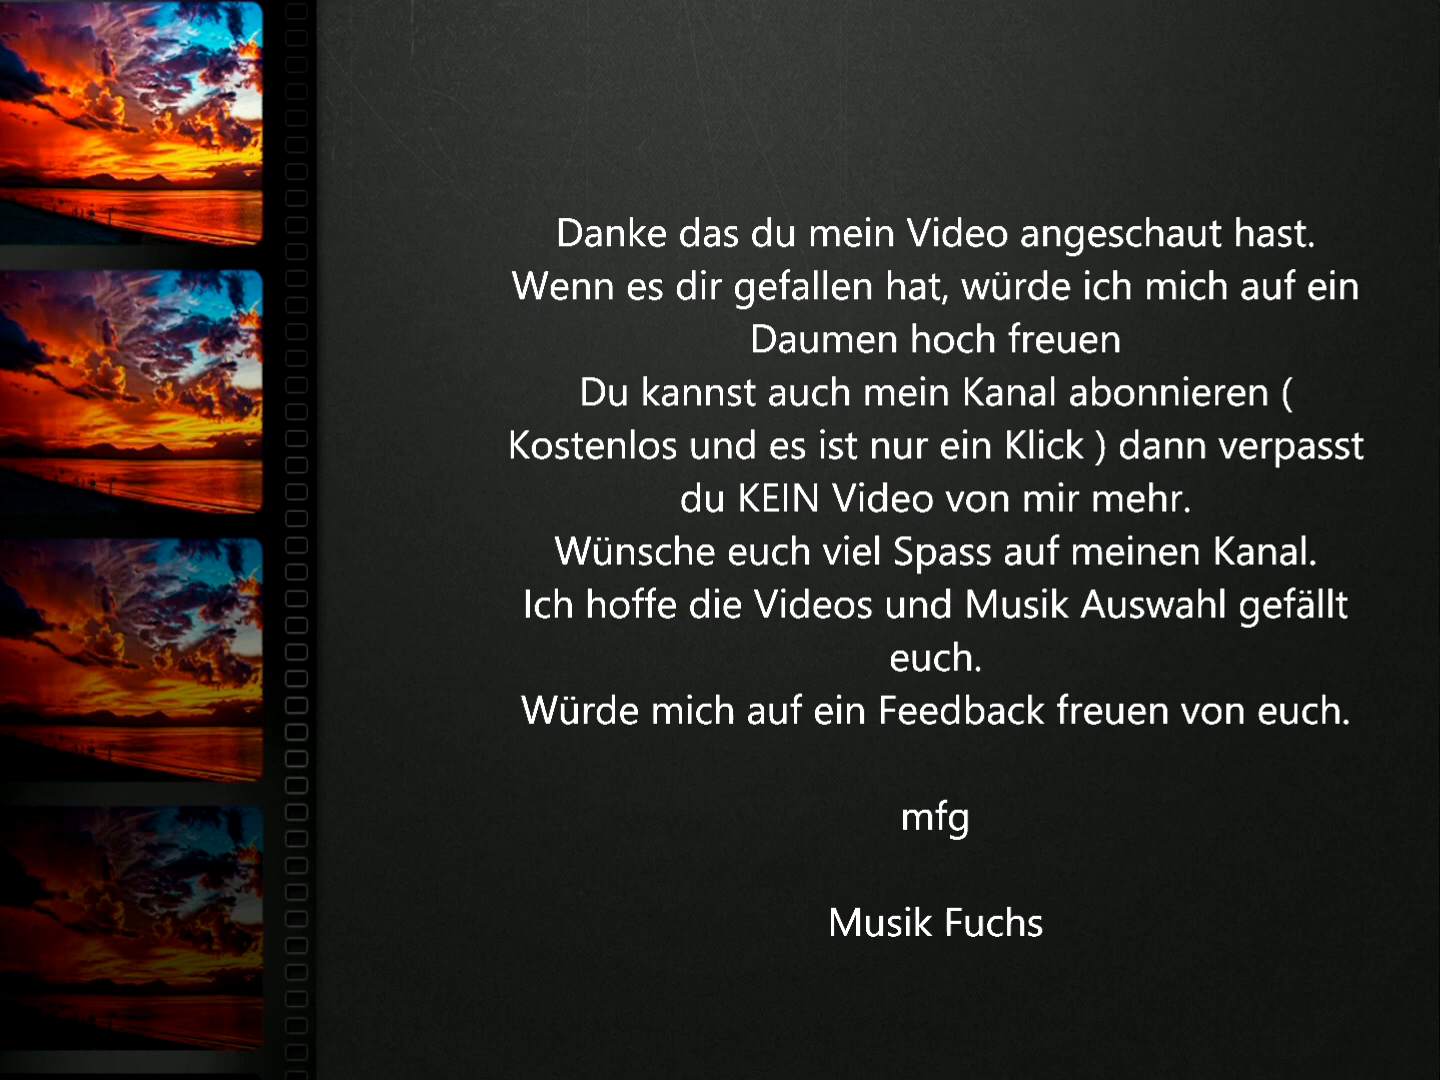 Danke das du mein Video angeschaut hast.
Wenn es dir gefallen hat, würde ich mich auf ein
Daumen hoch freuen
Du kannst auch mein Kanal abonnieren (
Kostenlos und es ist nur ein Klick ) dann verpasst
du KEIN Video von mir mehr.
Wünsche euch viel Spass auf meinen Kanal.
Ich hoffe die Videos und Musik Auswahl gefällt
euch.
Würde mich auf ein Feedback freuen von euch.
mfg
Musik Fuchs